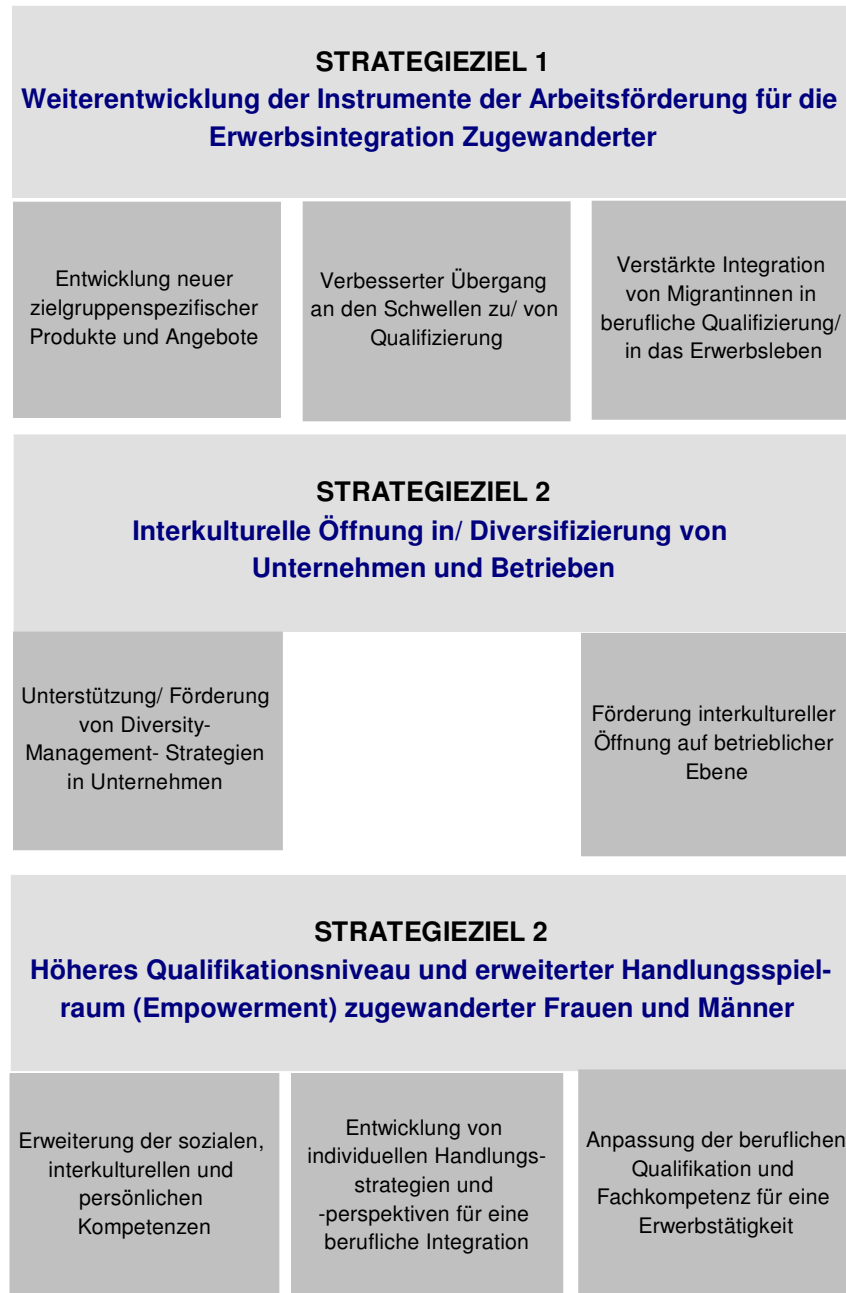 STRATEGIEZIEL 1
Weiterentwicklung der Instrumente der Arbeitsförderung für die
Erwerbsintegration Zugewanderter
Entwicklung neuer
zielgruppenspezifischer
Produkte und Angebote
Verbesserter Übergang
an den Schwellen zu/ von
Qualifizierung
Verstärkte Integration
von Migrantinnen in
berufliche Qualifizierung/
in das Erwerbsleben
STRATEGIEZIEL 2
Interkulturelle Öffnung in/ Diversifizierung von
Unternehmen und Betrieben
Unterstützung/ Förderung
von Diversity-
Management- Strategien
in Unternehmen
Förderung interkultureller
Öffnung auf betrieblicher
Ebene
STRATEGIEZIEL 2
Höheres Qualifikationsniveau und erweiterter Handlungsspiel-
raum (Empowerment) zugewanderter Frauen und Männer
Erweiterung der sozialen,
interkulturellen und
persönlichen
Kompetenzen
Entwicklung von
individuellen Handlungs-
strategien und
-perspektiven für eine
berufliche Integration
Anpassung der beruflichen
Qualifikation und
Fachkompetenz für eine
Erwerbstätigkeit